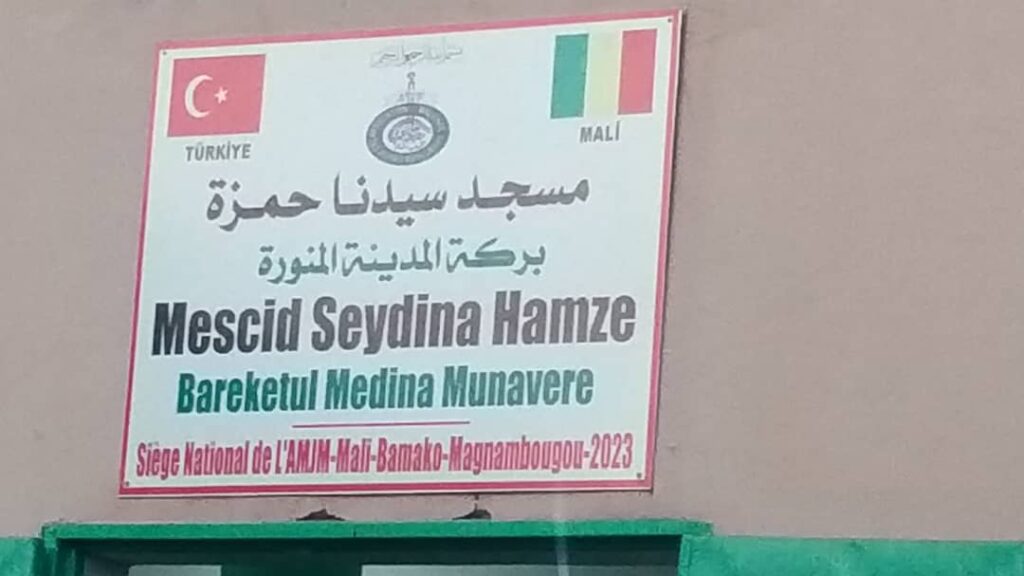 TÜRKİYE
MALİ
مسجد سيدنا حمزة
بركة المدينة المنورة
Mescid Seydina Hamze
Bareketul Medina Munavere
Siège National de L'AMJM-Mali-Bamako-Magnambougou-2023